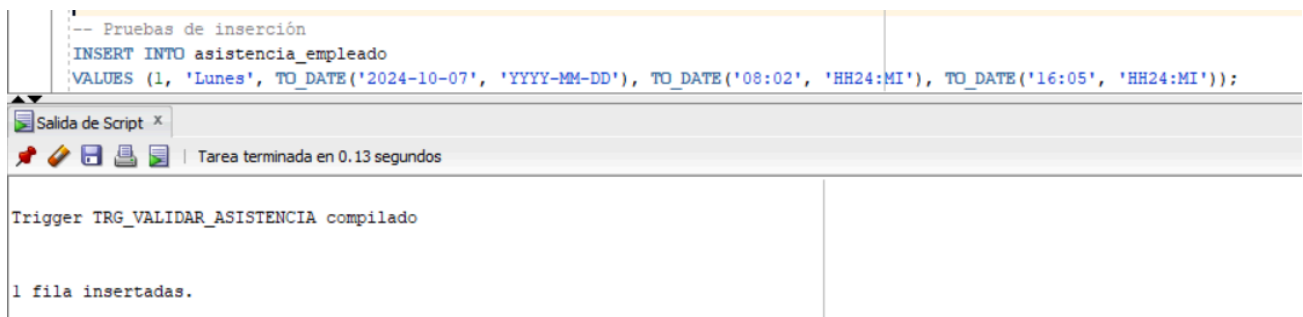 -- Pruebas de inserción
INSERT INTO asistencia_empleado
VALUES (1, 'Lunes', TO_DATE('2024-10-07', 'YYYY-MM-DD'), TO_DATE('08:02', 'HH24:MI'), TO_DATE('16:05', 'HH24:MI'));
Salida de Script x
Tarea terminada en 0.13 segundos
Trigger TRG_VALIDAR_ASISTENCIA compilado
1 fila insertadas.